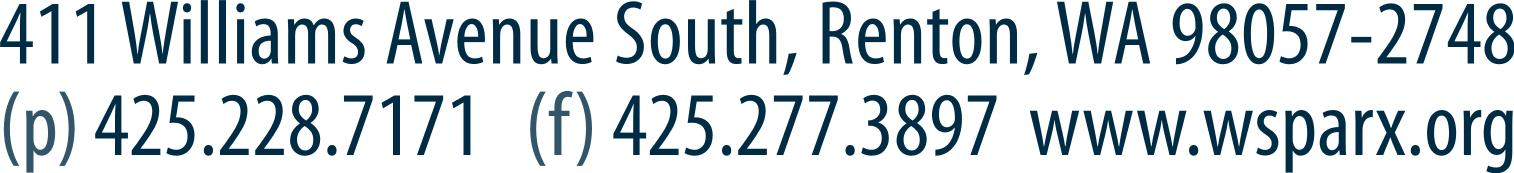 411 Williams Avenue South, Renton, WA 98057-2748
(p) 425.228.7171 (f) 425.277.3897 www.wsparx.org